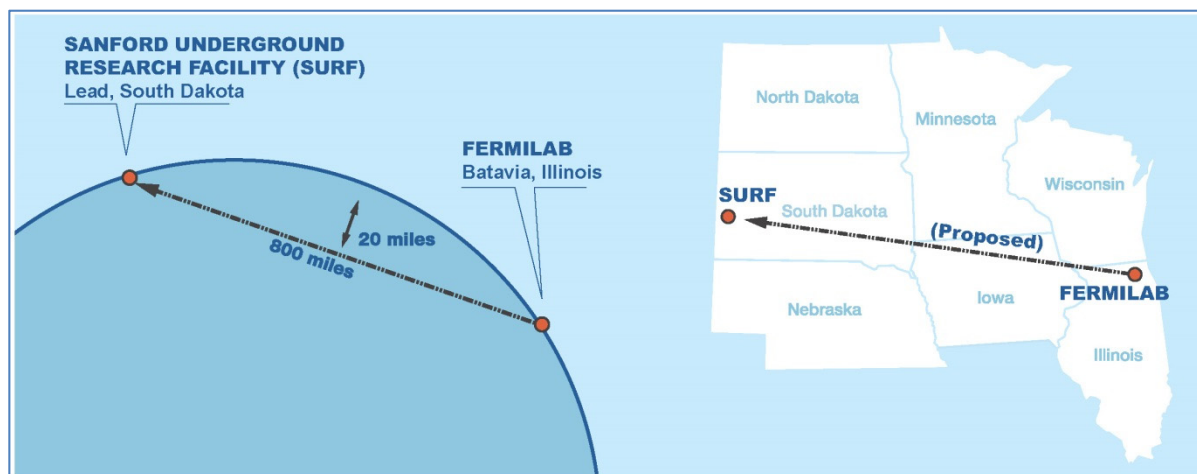 SANFORD UNDERGROUND
RESEARCH FACILITY (SURF)
Lead, South Dakota
FERMILAB
Batavia, Illinois
20 miles
800 miles
North Dakota
Minnesota
Wisconsin
SURF
South Dakota
(Proposed)
FERMILAB
Iowa
Nebraska
Illinois